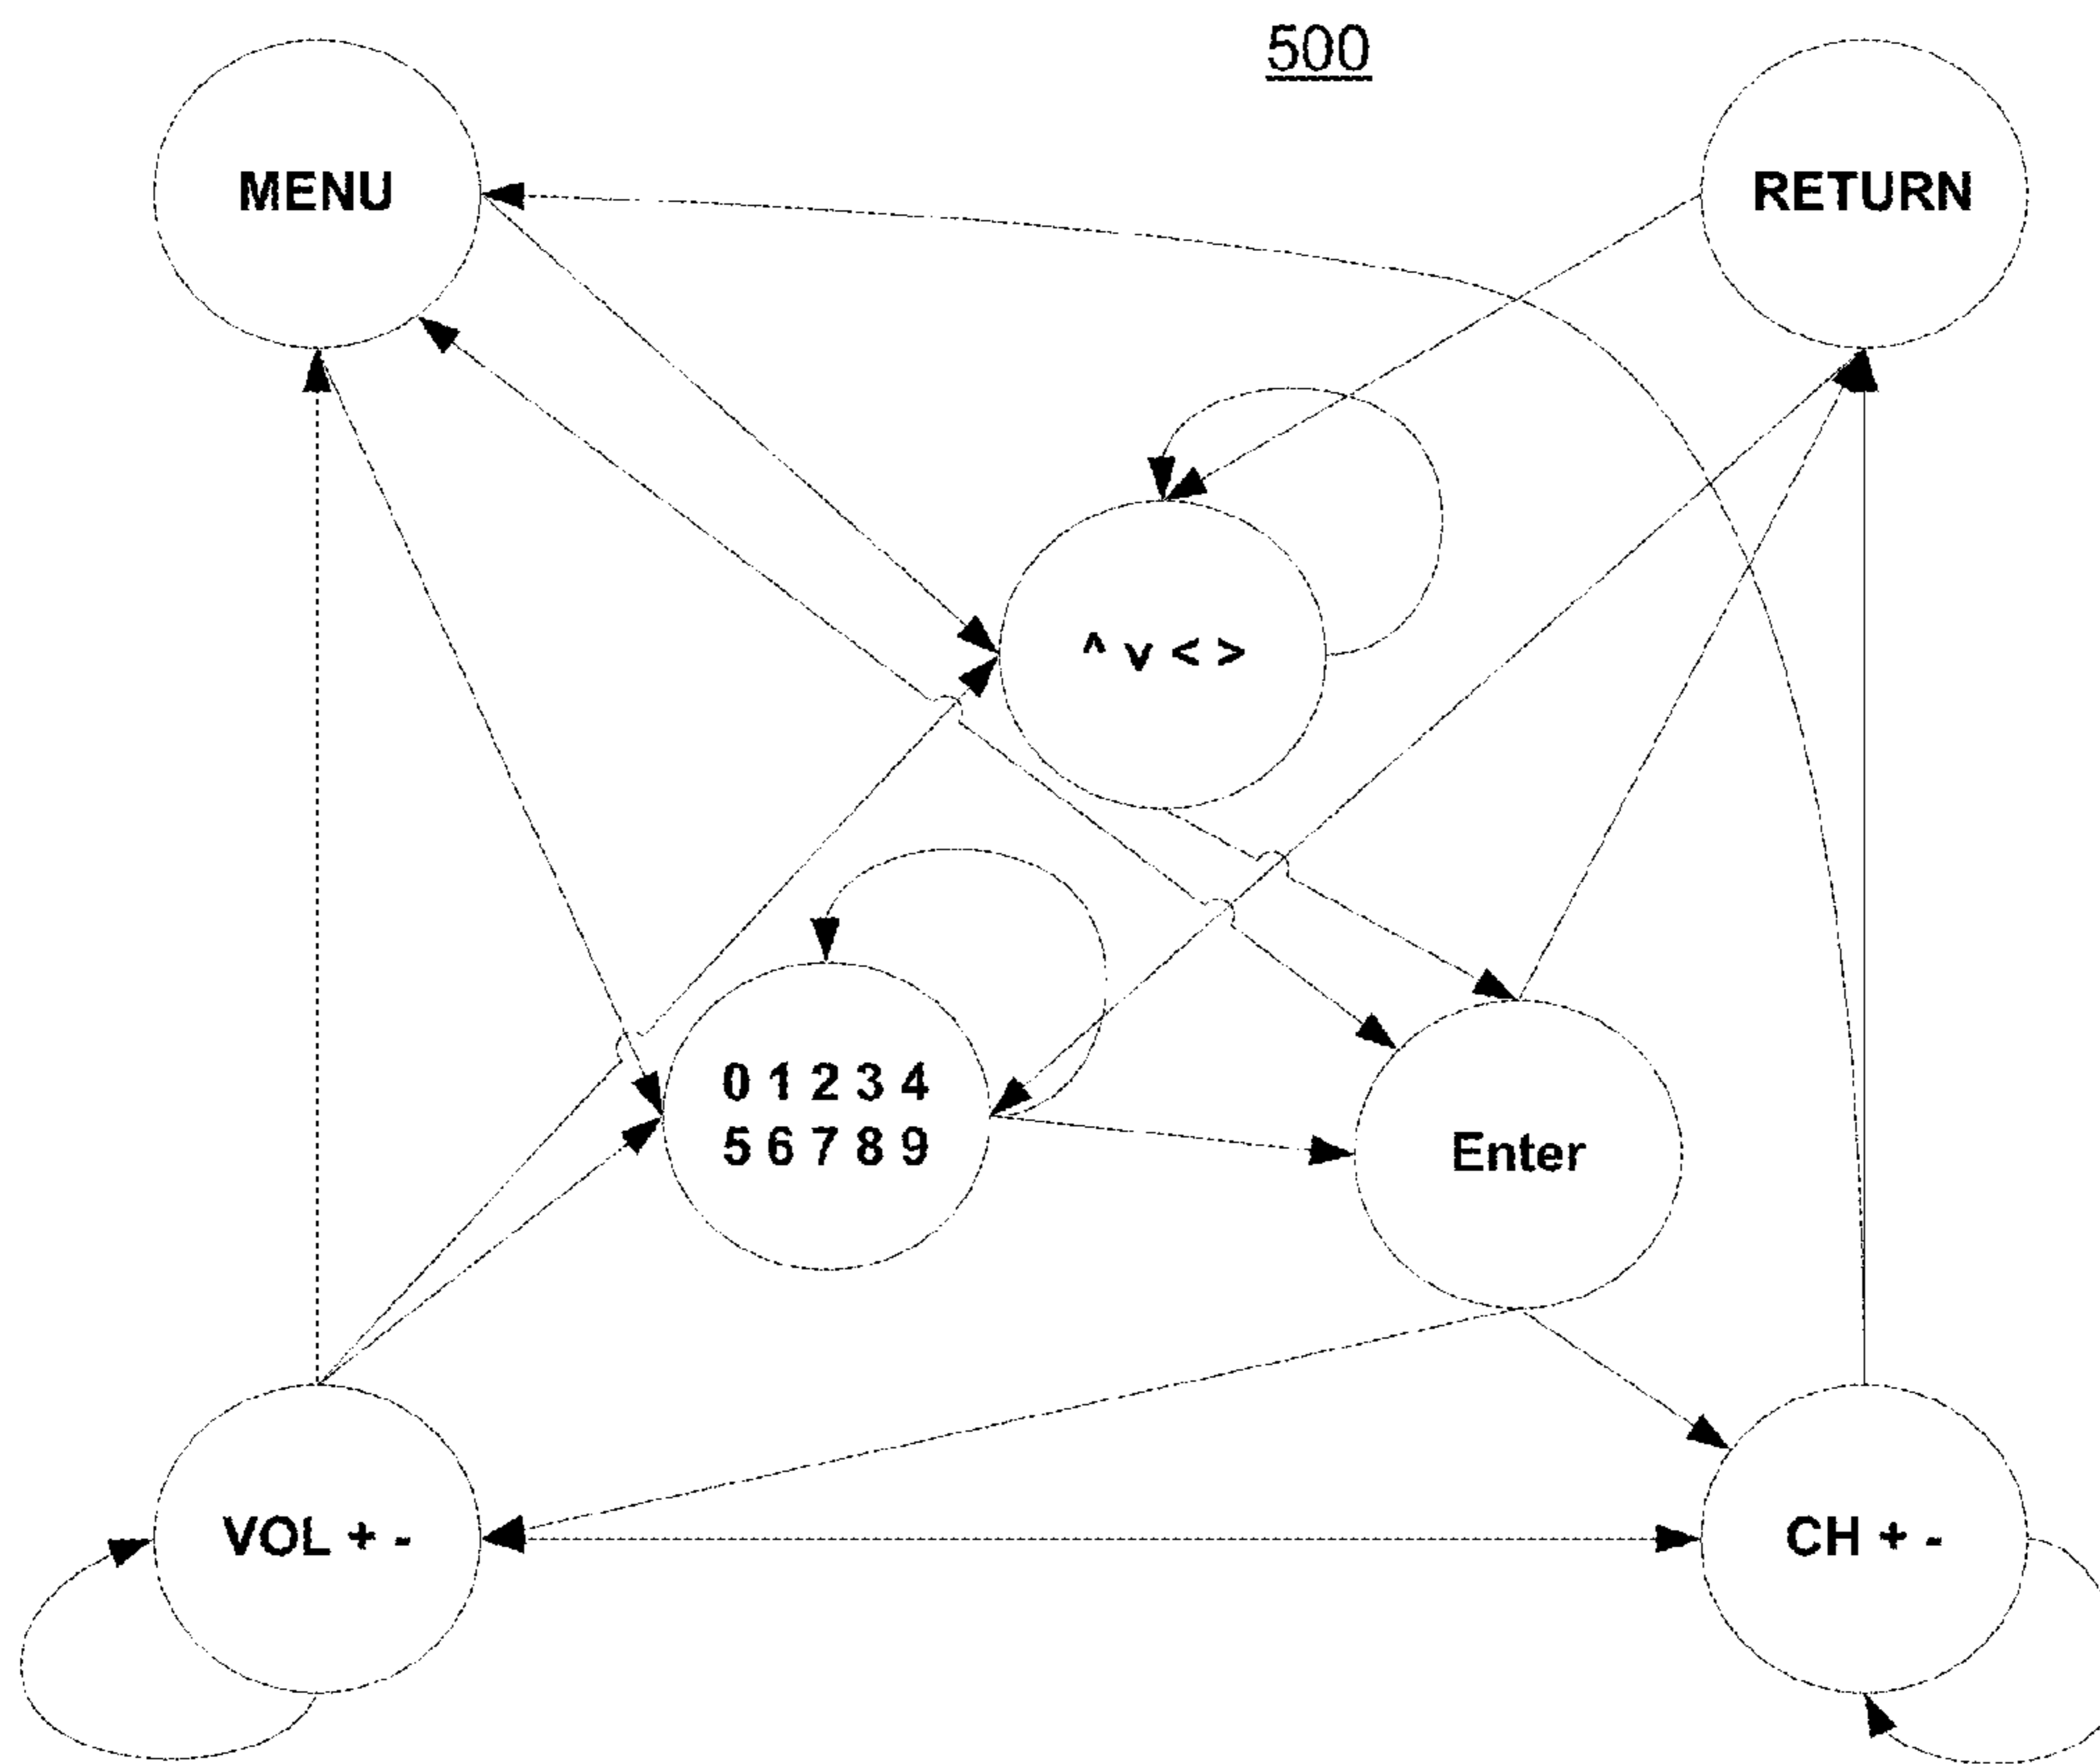 500
MENU
RETURN
^ v < >
0 1 2 3 4
5 6 7 8 9
Enter
VOL + -
CH + -